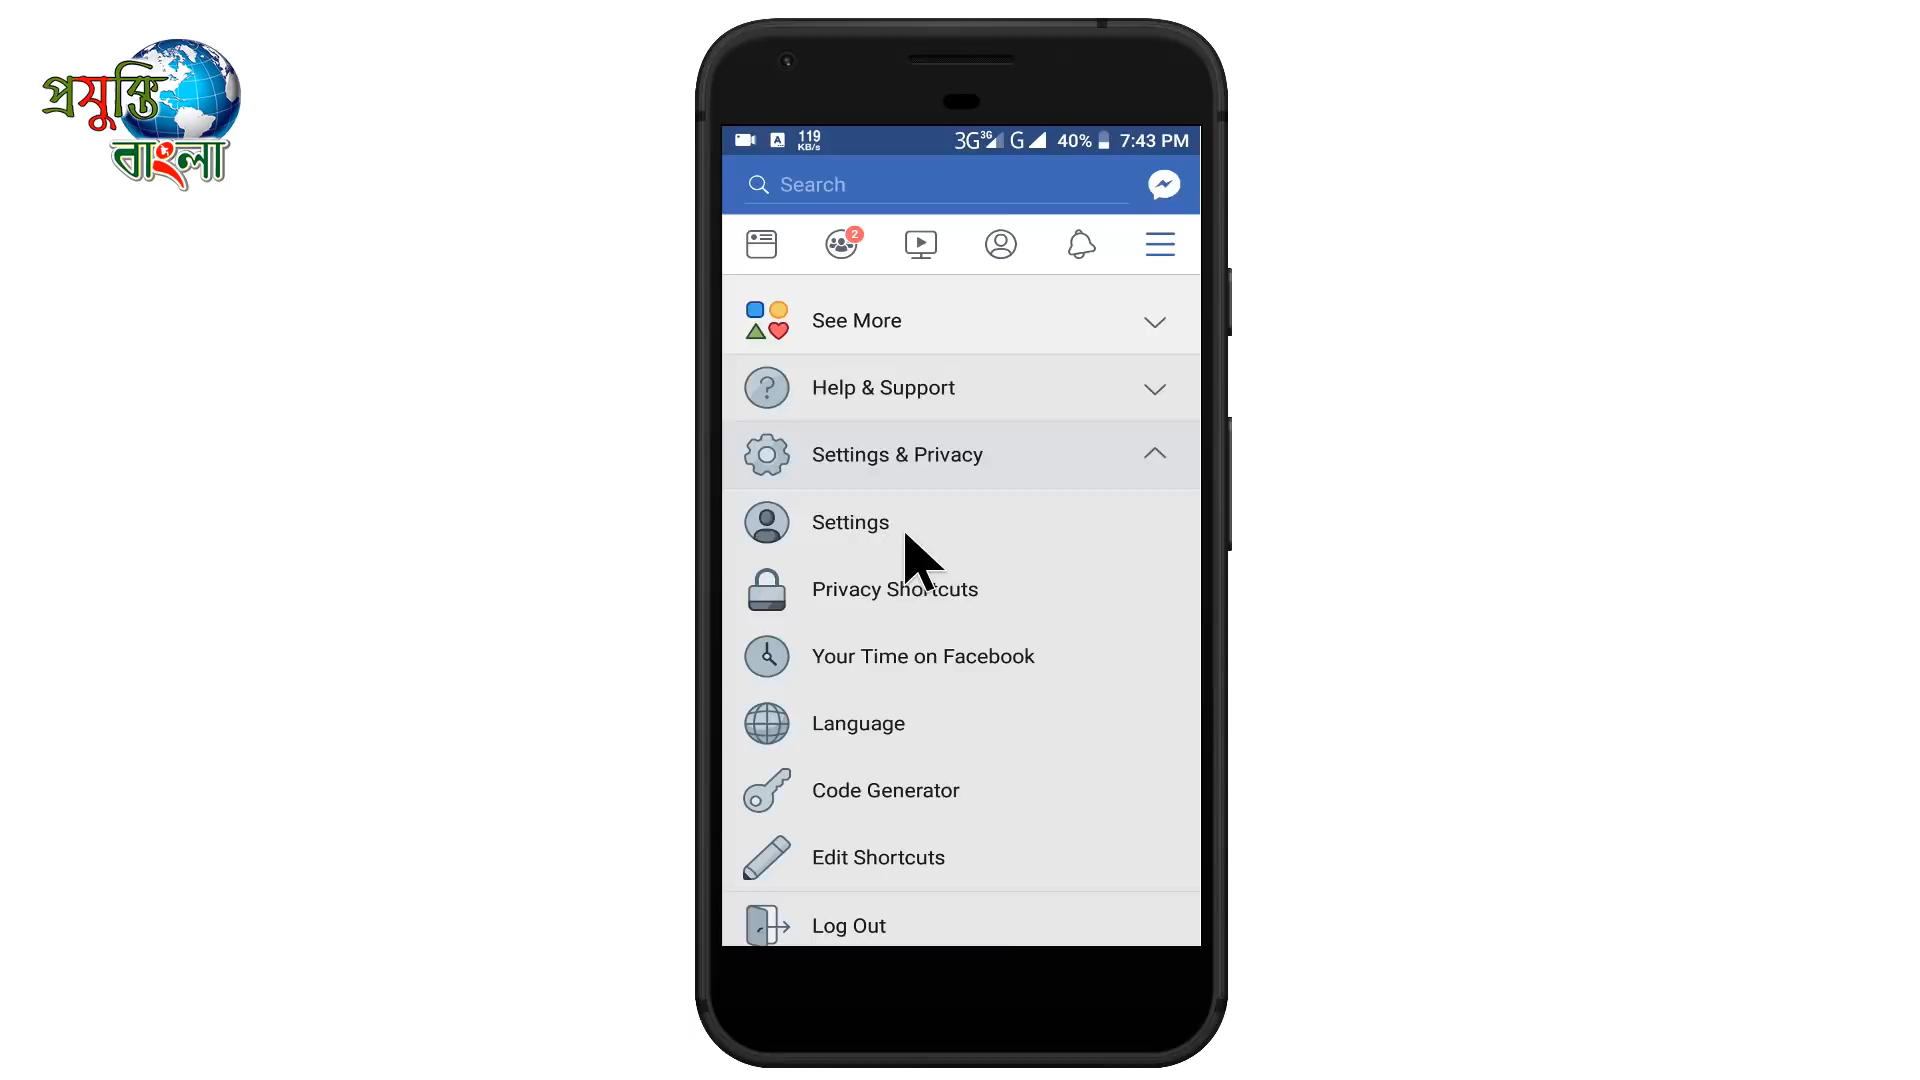 প্রযুক্তি
বাংলা
119
KB/s
3G 3G G 40% 7:43 PM
Search
2
See More
Help & Support
Settings & Privacy
Settings
Privacy Shortcuts
Your Time on Facebook
Language
Code Generator
Edit Shortcuts
Log Out